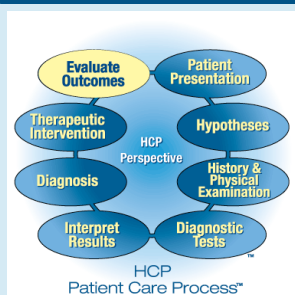 Evaluate
Outcomes
Patient
Presentation
Therapeutic
Intervention
Hypotheses
HCP
Perspective
Diagnosis
History &
Physical
Examination
Interpret
Results
Diagnostic
Tests
™
HCP
Patient Care Process™